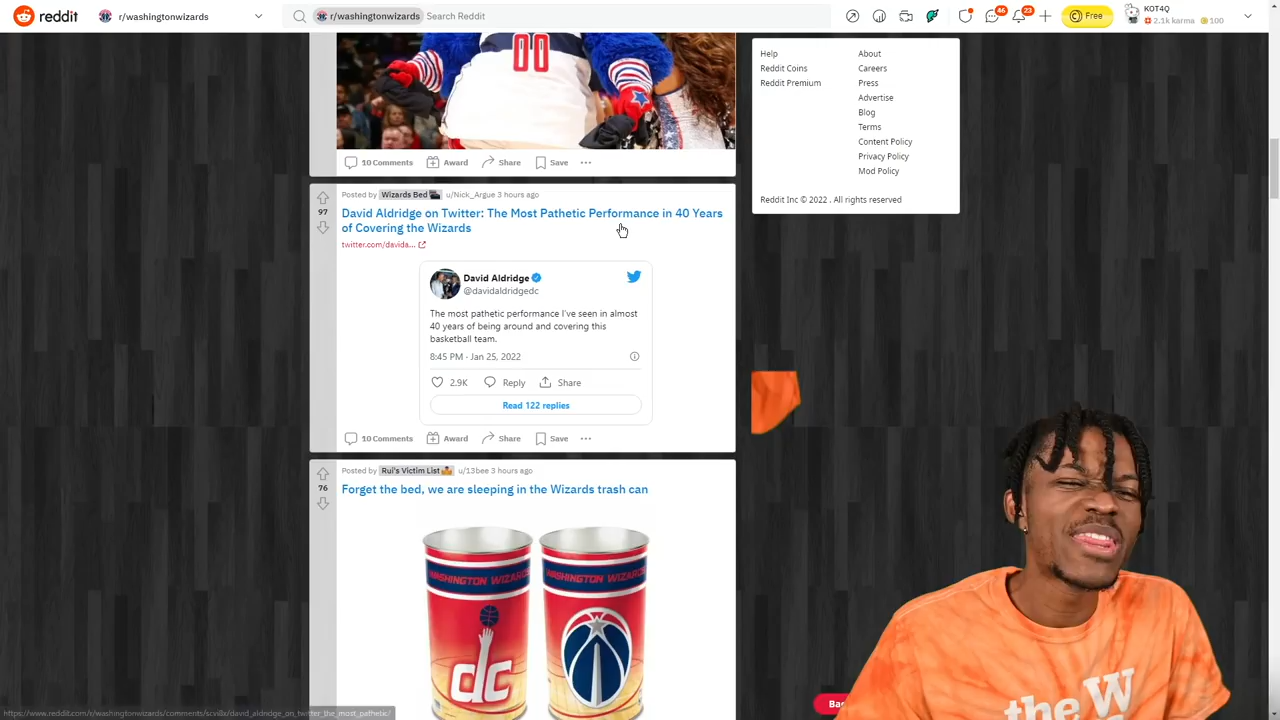 reddit
r/washingtonwizards
r/washingtonwizards Search Reddit
46
23
Free
KOT4Q
2.1k karma 100
00
10 Comments Award Share Save
Help
Reddit Coins
Reddit Premium
About
Careers
Press
Advertise
Blog
Terms
Content Policy
Privacy Policy
Mod Policy
Reddit Inc © 2022 . All rights reserved
97
Posted by Wizards Bed u/Nick_Argue 3 hours ago
David Aldridge on Twitter: The Most Pathetic Performance in 40 Years
of Covering the Wizards
twitter.com/davida...
David Aldridge
@davidaldridgedc
The most pathetic performance I've seen in almost
40 years of being around and covering this
basketball team.
8:45 PM · Jan 25, 2022
2.9K Reply Share
Read 122 replies
10 Comments Award Share Save
76
Posted by Rui's Victim List u/13bee 3 hours ago
Forget the bed, we are sleeping in the Wizards trash can
WASHINGTON WIZARDS
WASHINGTON WIZARDS
dc
the W